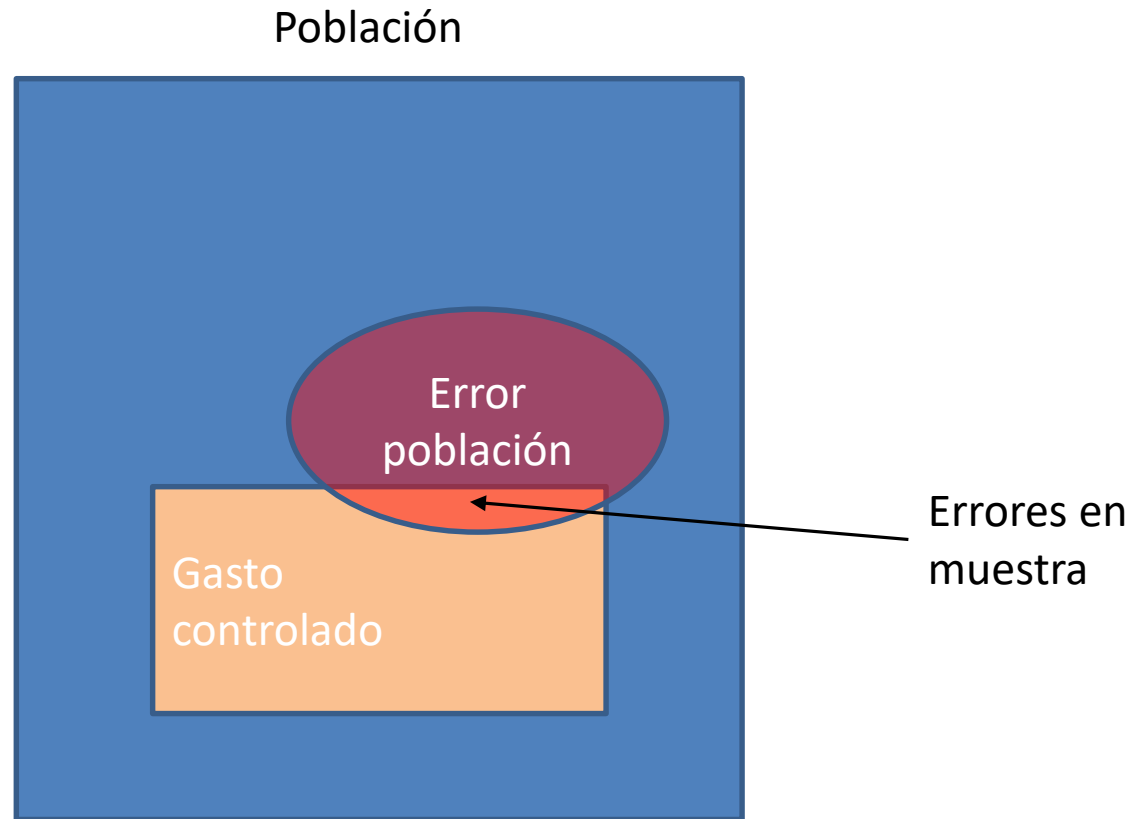 Población
Error
población
Gasto
controlado
Errores en
muestra